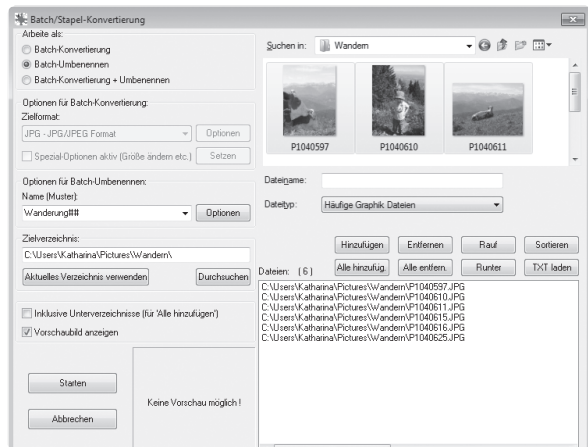 Batch/Stapel-Konvertierung
Arbeite als:
Batch-Konvertierung
Batch-Umbenennen
Batch-Konvertierung + Umbenennen
Optionen für Batch-Konvertierung:
Zielformat:
JPG - JPG/JPEG Format
Optionen
Spezial-Optionen aktiv (Größe ändern etc.)
Setzen
Optionen für Batch-Umbenennen:
Name (Muster):
Wanderung##
Optionen
Zielverzeichnis:
C:\Users\Katharina\Pictures\Wandern\
Aktuelles Verzeichnis verwenden
Durchsuchen
Inklusive Unterverzeichnisse (für 'Alle hinzufügen')
Vorschaubild anzeigen
Starten
Abbrechen
Keine Vorschau möglich !
Suchen in:
Wandern
P1040597
P1040610
P1040611
Dateiname:
Dateityp:
Häufige Graphik Dateien
Hinzufügen
Entfernen
Rauf
Sortieren
Dateien: ( 6 )
Alle hinzufüg.
Alle entfern.
Runter
TXT laden
C:\Users\Katharina\Pictures\Wandern\P1040597.JPG
C:\Users\Katharina\Pictures\Wandern\P1040610.JPG
C:\Users\Katharina\Pictures\Wandern\P1040611.JPG
C:\Users\Katharina\Pictures\Wandern\P1040615.JPG
C:\Users\Katharina\Pictures\Wandern\P1040616.JPG
C:\Users\Katharina\Pictures\Wandern\P1040625.JPG